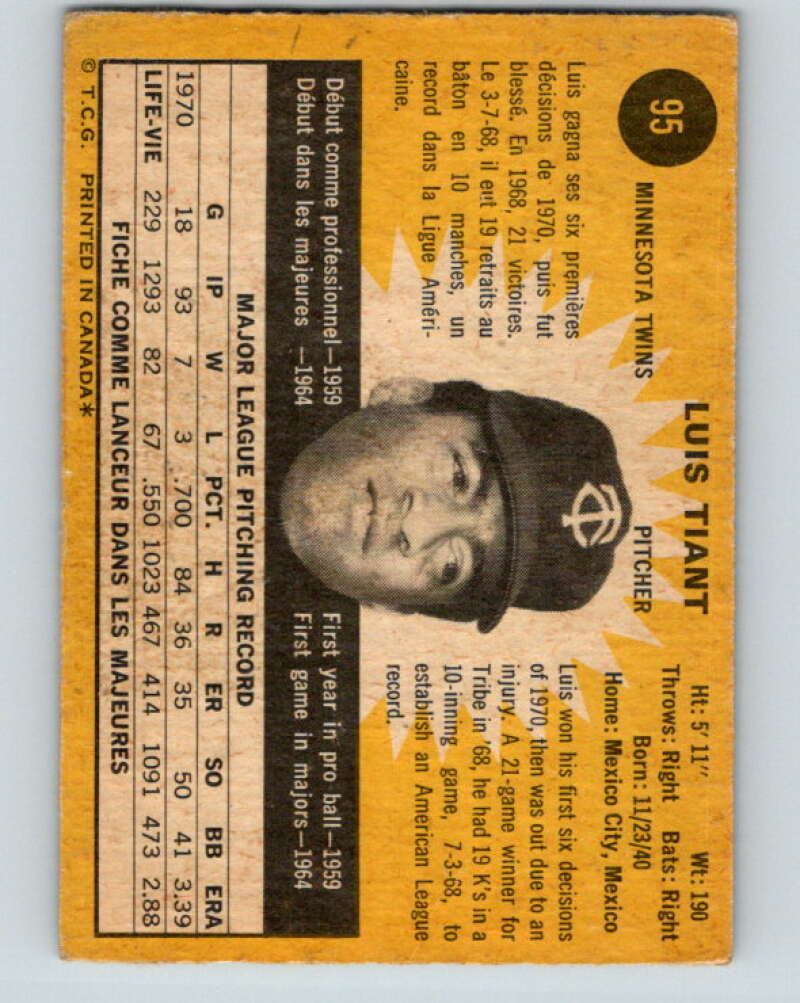 95
LUIS TIANT
MINNESOTA TWINS
PITCHER
Ht: 5' 11" Wt: 190
Throws: Right Bats: Right
Born: 11/23/40
Home: Mexico City, Mexico
Luis gagna ses six premières
décisions de 1970, puis fut
blessé. En 1968, 21 victoires.
Le 3-7-68, il eut 19 retraits au
bâton en 10 manches, un
record dans la Ligue Améri-
caine.
TC
Luis won his first six decisions
of 1970, then was out due to an
injury. A 21-game winner for
Tribe in '68, he had 19 K's in a
10-inning game, 7-3-68, to
establish an American League
record.
Début comme professionnel—1959
Début dans les majeures —1964
First year in pro ball—1959
First game in majors—1964
MAJOR LEAGUE PITCHING RECORD
G IP W L PCT. H R ER SO BB ERA
1970 18 93 7 3 .700 84 36 35 50 41 3.39
LIFE-VIE 229 1293 82 67 .550 1023 467 414 1091 473 2.88
FICHE COMME LANCEUR DANS LES MAJEURES
© T.C.G. PRINTED IN CANADA*